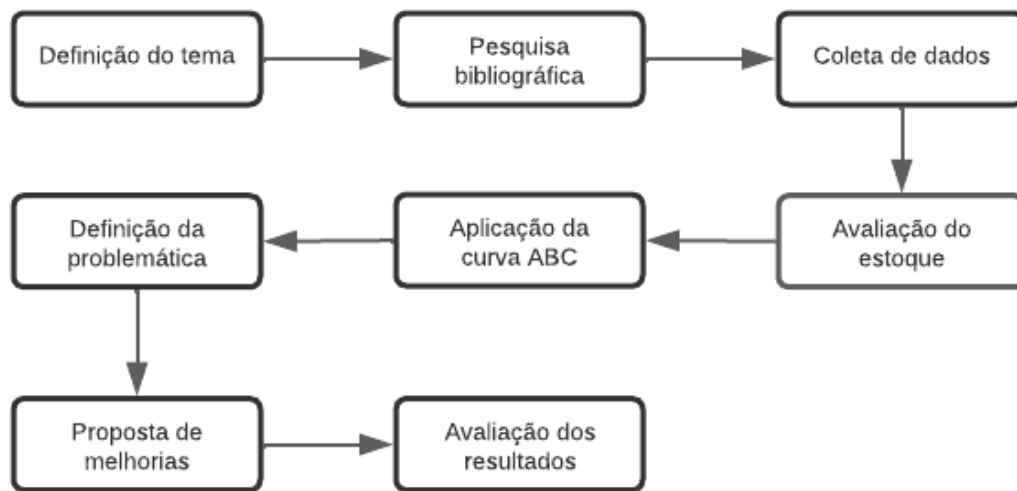 Definição do tema
Pesquisa
bibliográfica
Coleta de dados
Avaliação do
estoque
Aplicação da
curva ABC
Definição da
problemática
Proposta de
melhorias
Avaliação dos
resultados